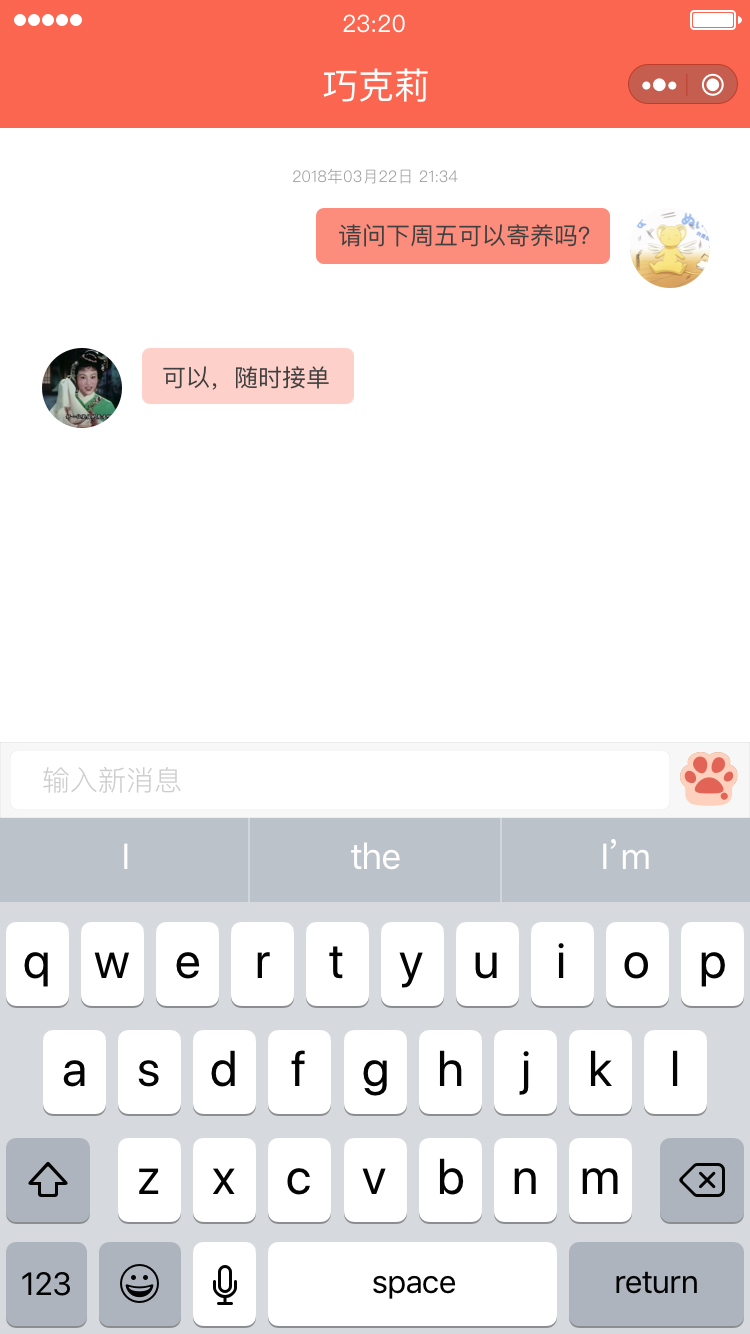 23:20
巧克莉
2018年03月22日 21:34
请问下周五可以寄养吗?
可以，随时接单
输入新消息
I the I’m
q w e r t y u i o p
a s d f g h j k l
z x c v b n m
123 space return